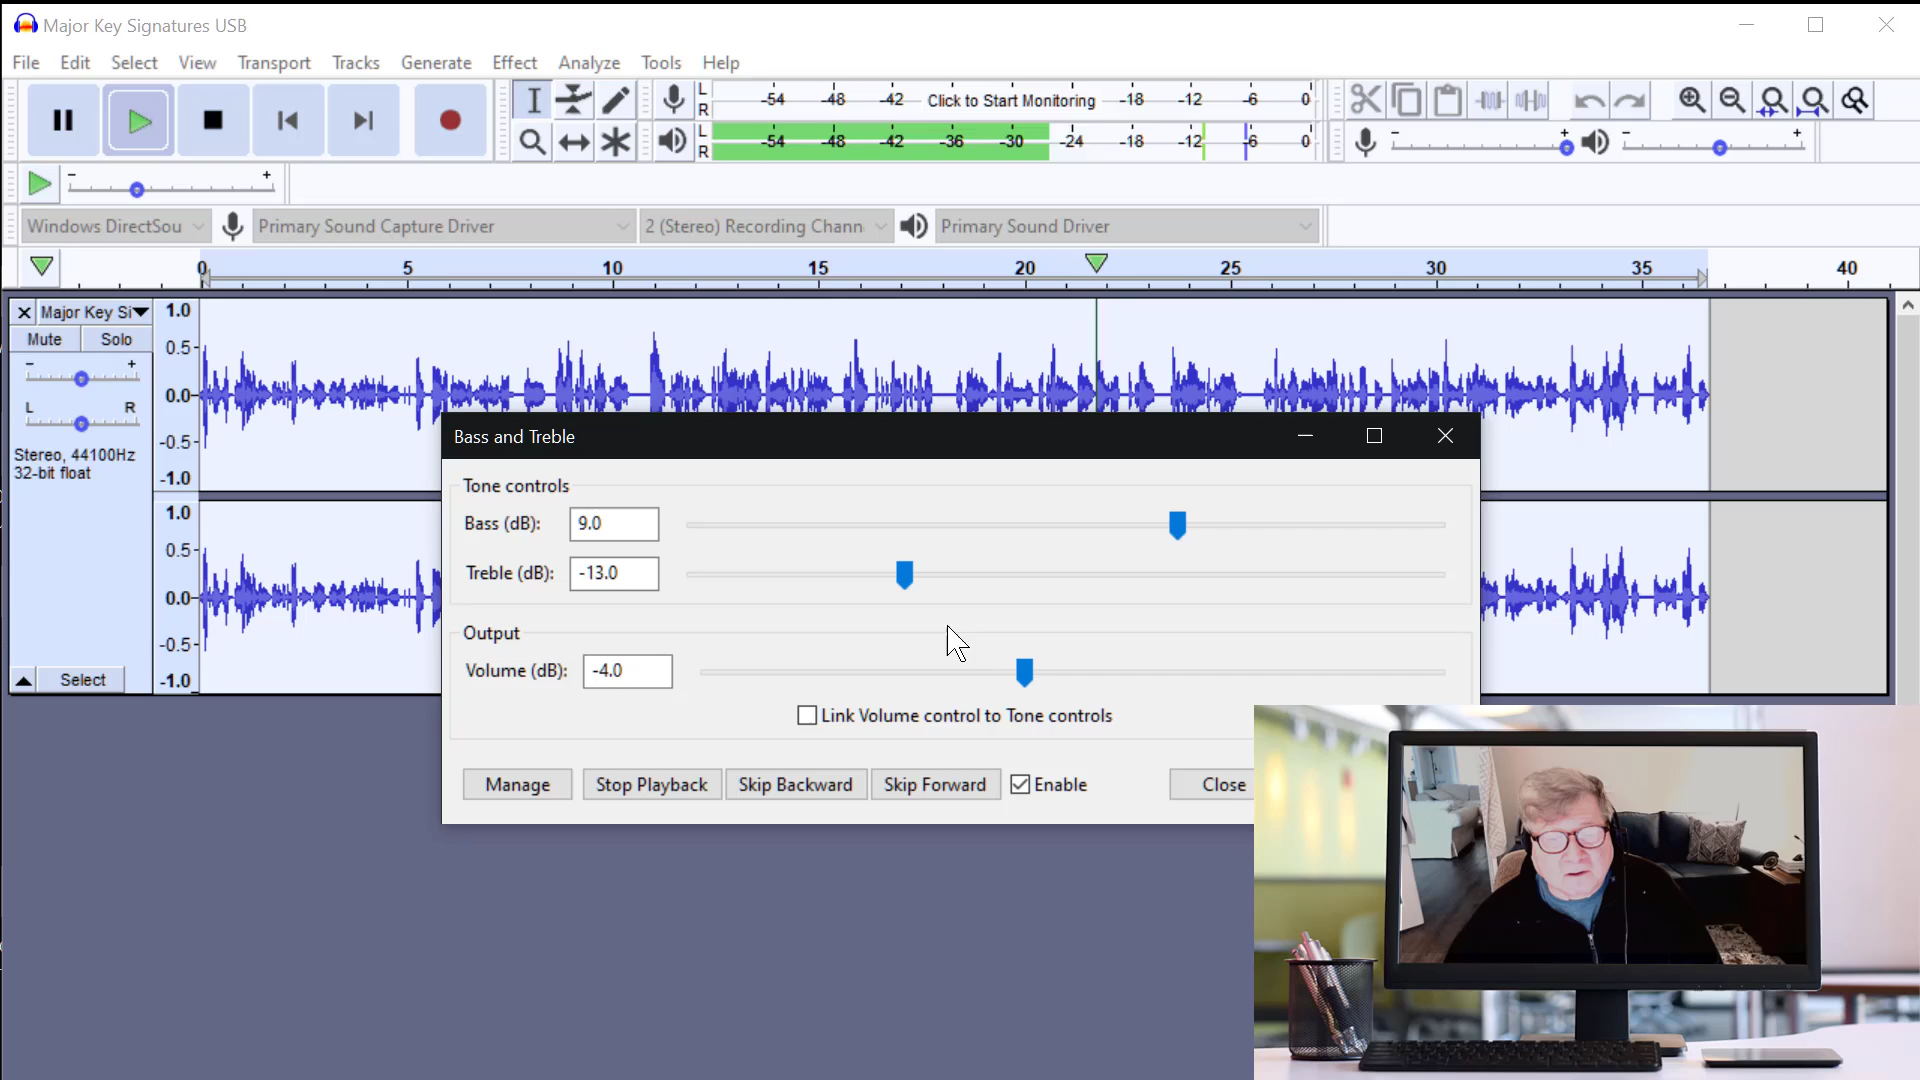 Major Key Signatures USB
File Edit Select View Transport Tracks Generate Effect Analyze Tools Help
L R -54 -48 -42 Click to Start Monitoring -18 -12 -6 0
- + - +
L R -54 -48 -42 -36 -30 -24 -18 -12 -6 0
- +
Windows DirectSou Primary Sound Capture Driver 2 (Stereo) Recording Chann Primary Sound Driver
0 5 10 15 20 25 30 35 40
Major Key Si
Mute Solo
- +
L R
Stereo, 44100Hz
32-bit float
Select
1.0
0.5
0.0
-0.5
-1.0
1.0
0.5
0.0
-0.5
-1.0
Bass and Treble
Tone controls
Bass (dB): 9.0
Treble (dB): -13.0
Output
Volume (dB): -4.0
Link Volume control to Tone controls
Manage Stop Playback Skip Backward Skip Forward Enable Close